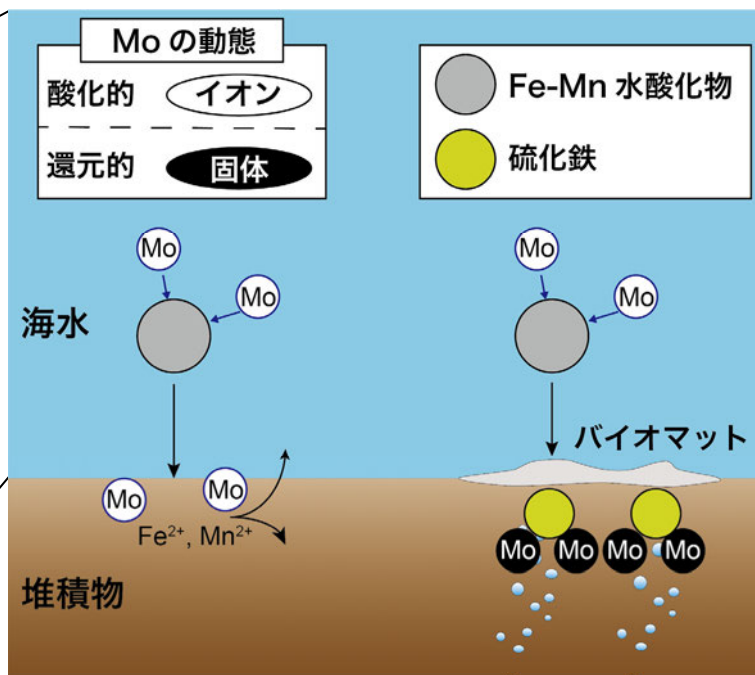 Mo の動態
酸化的 イオン
還元的 固体
Fe-Mn 水酸化物
硫化鉄
Mo
Mo
Mo
Mo
海水
バイオマット
Mo
Mo
Fe²⁺, Mn²⁺
Mo Mo Mo Mo
堆積物